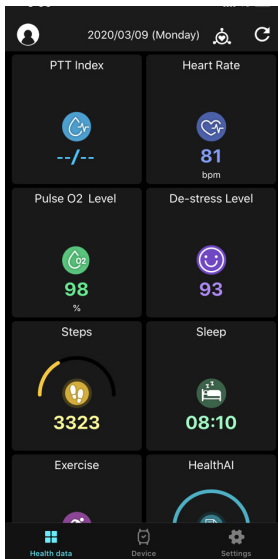 2020/03/09 (Monday)
PTT Index
Heart Rate
--/--
81
bpm
Pulse O2 Level
De-stress Level
O2
98
%
93
Steps
Sleep
3323
08:10
Exercise
HealthAI
Health data
Device
Settings